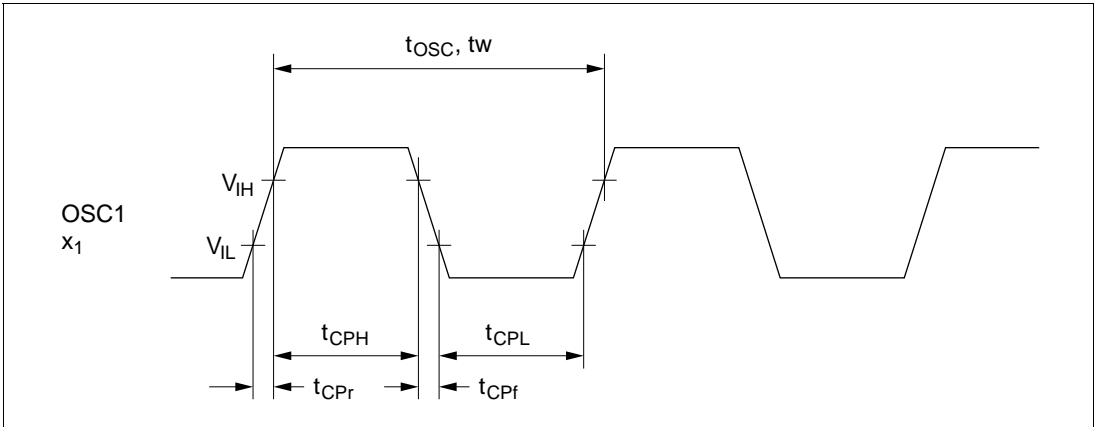 tOSC, tw
VIH
OSC1
x1
VIL
tCPH
tCPL
tCPr
tCPf